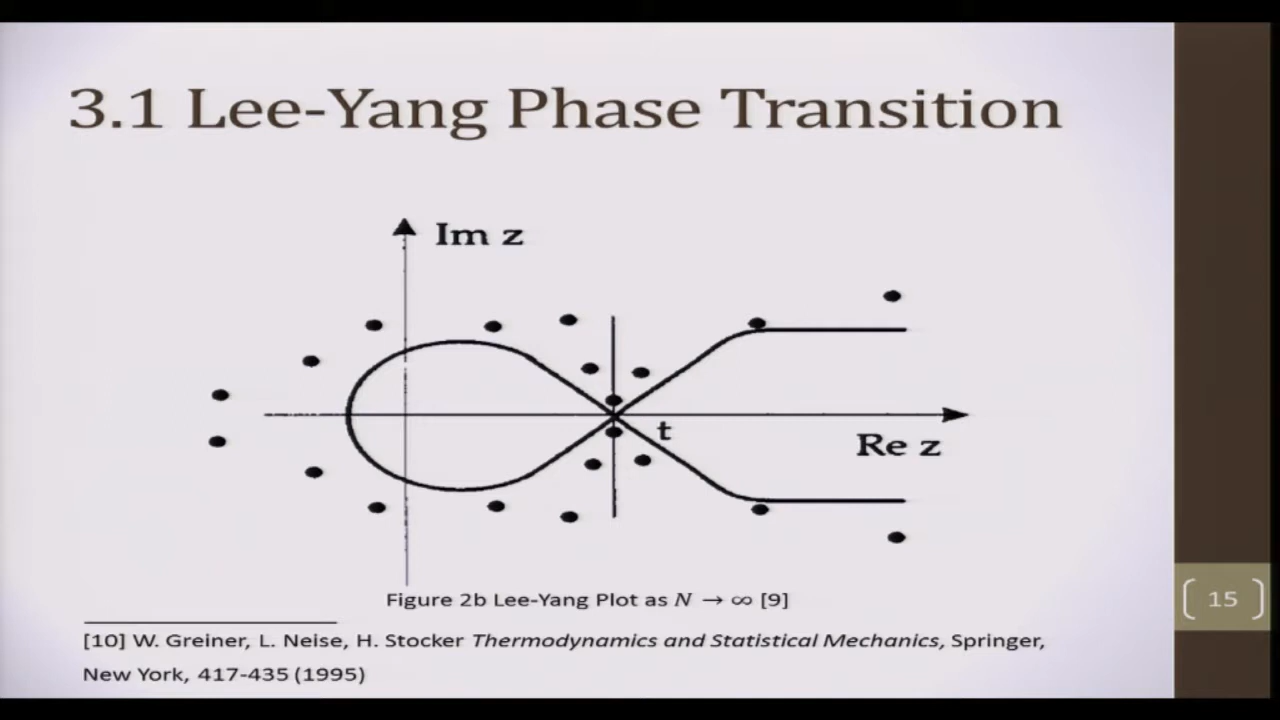 3.1 Lee-Yang Phase Transition
Im z
t
Re z
Figure 2b Lee-Yang Plot as N → ∞ [9]
[10] W. Greiner, L. Neise, H. Stocker Thermodynamics and Statistical Mechanics, Springer,
New York, 417-435 (1995)
15